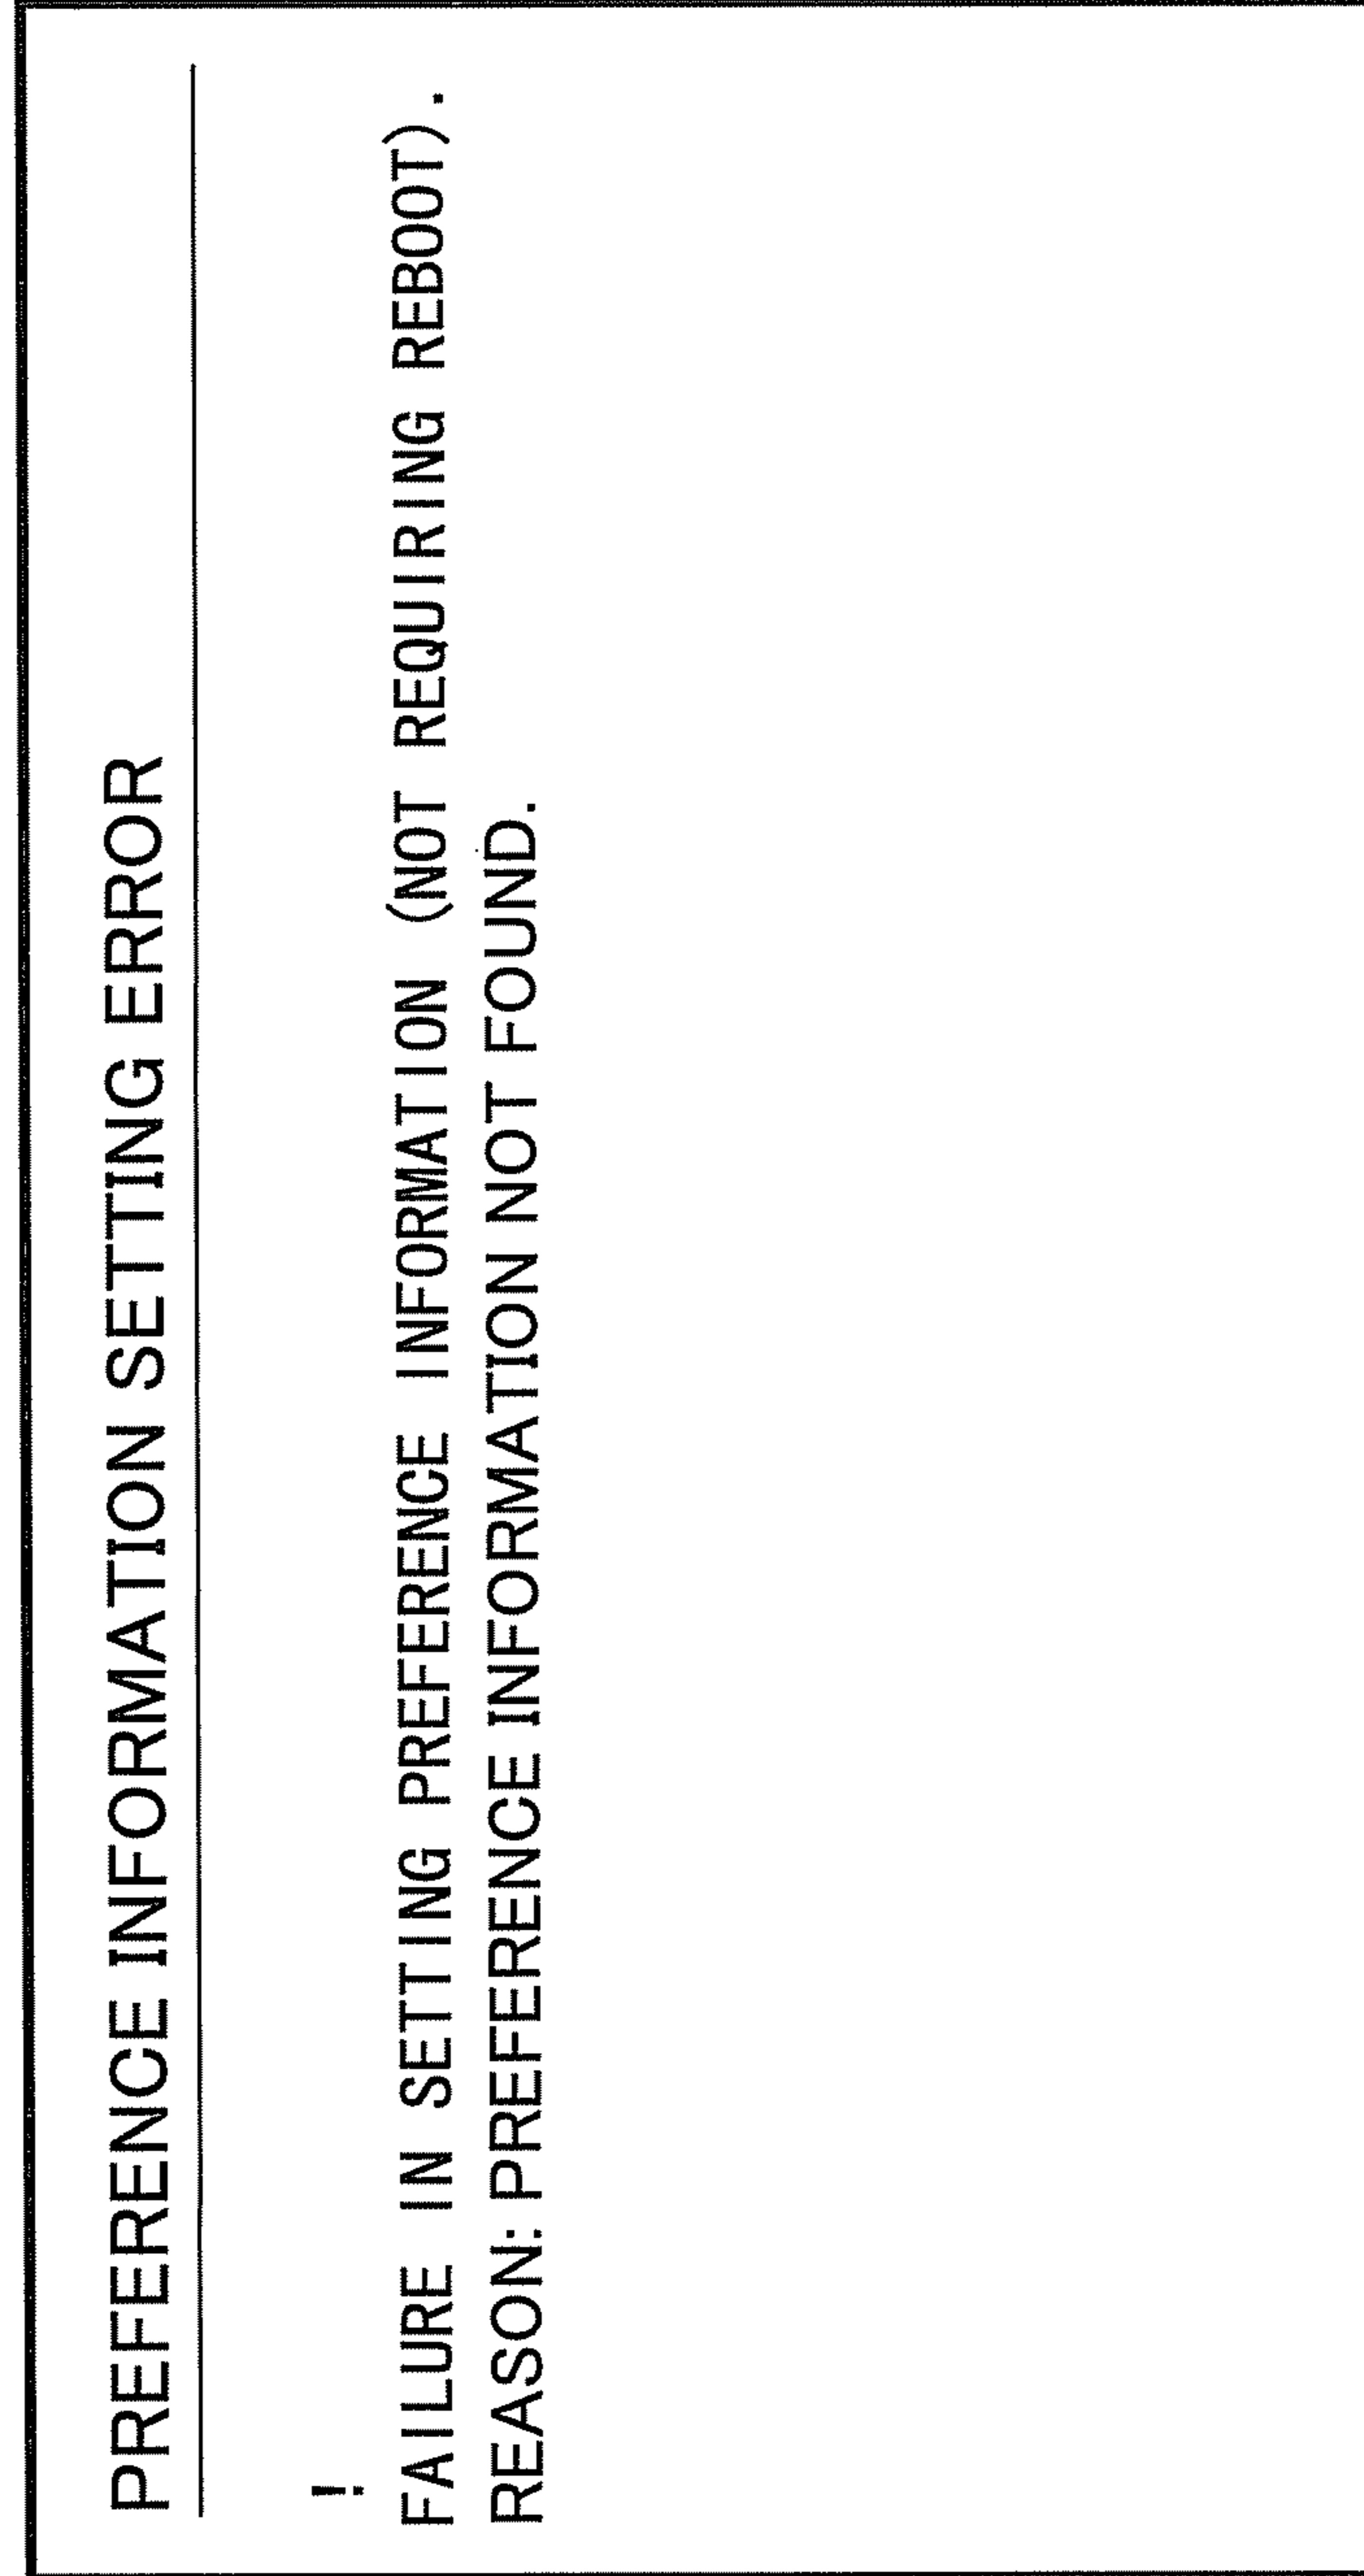 PREFERENCE INFORMATION SETTING ERROR
!
FAILURE IN SETTING PREFERENCE INFORMATION (NOT REQUIRING REBOOT).
REASON: PREFERENCE INFORMATION NOT FOUND.